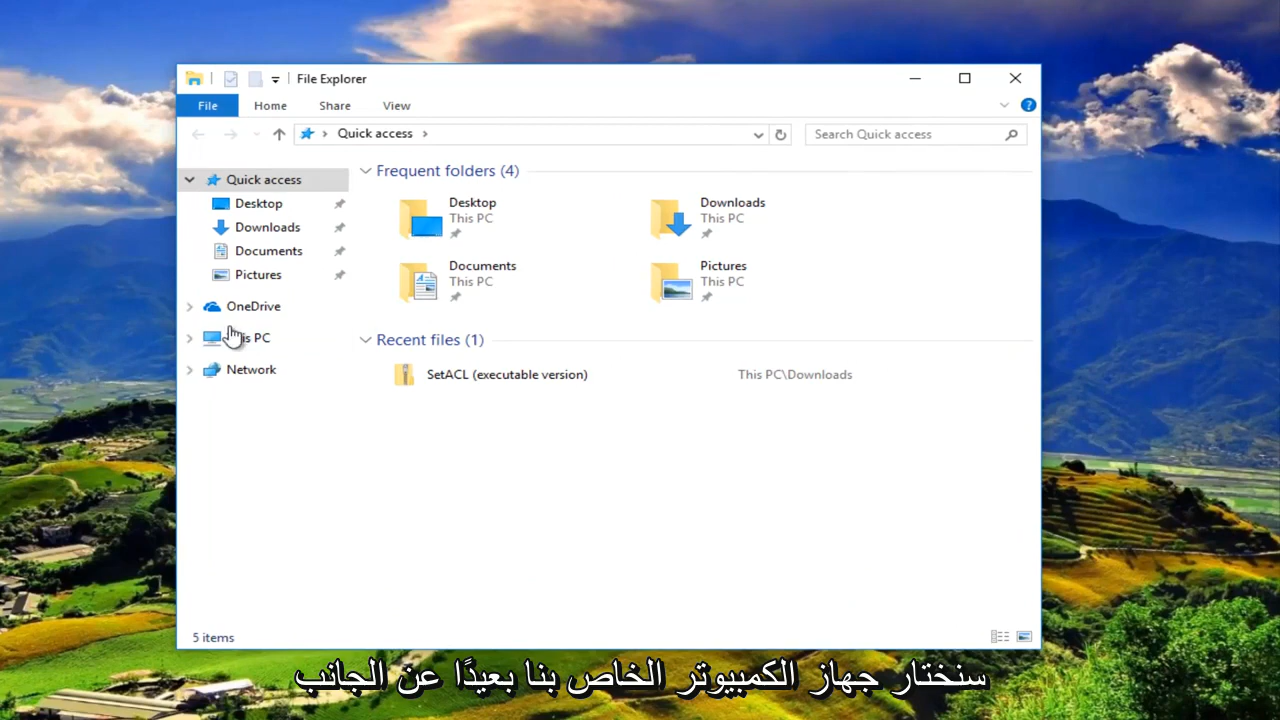 File Explorer
File Home Share View
Quick access
Search Quick access
Quick access
Desktop
Downloads
Documents
Pictures
OneDrive
PC
Network
Frequent folders (4)
Desktop
This PC
Downloads
This PC
Documents
This PC
Pictures
This PC
Recent files (1)
SetACL (executable version) This PC\Downloads
5 items
سنختار جهاز الكمبيوتر الخاص بنا بعيدًا عن الجانب